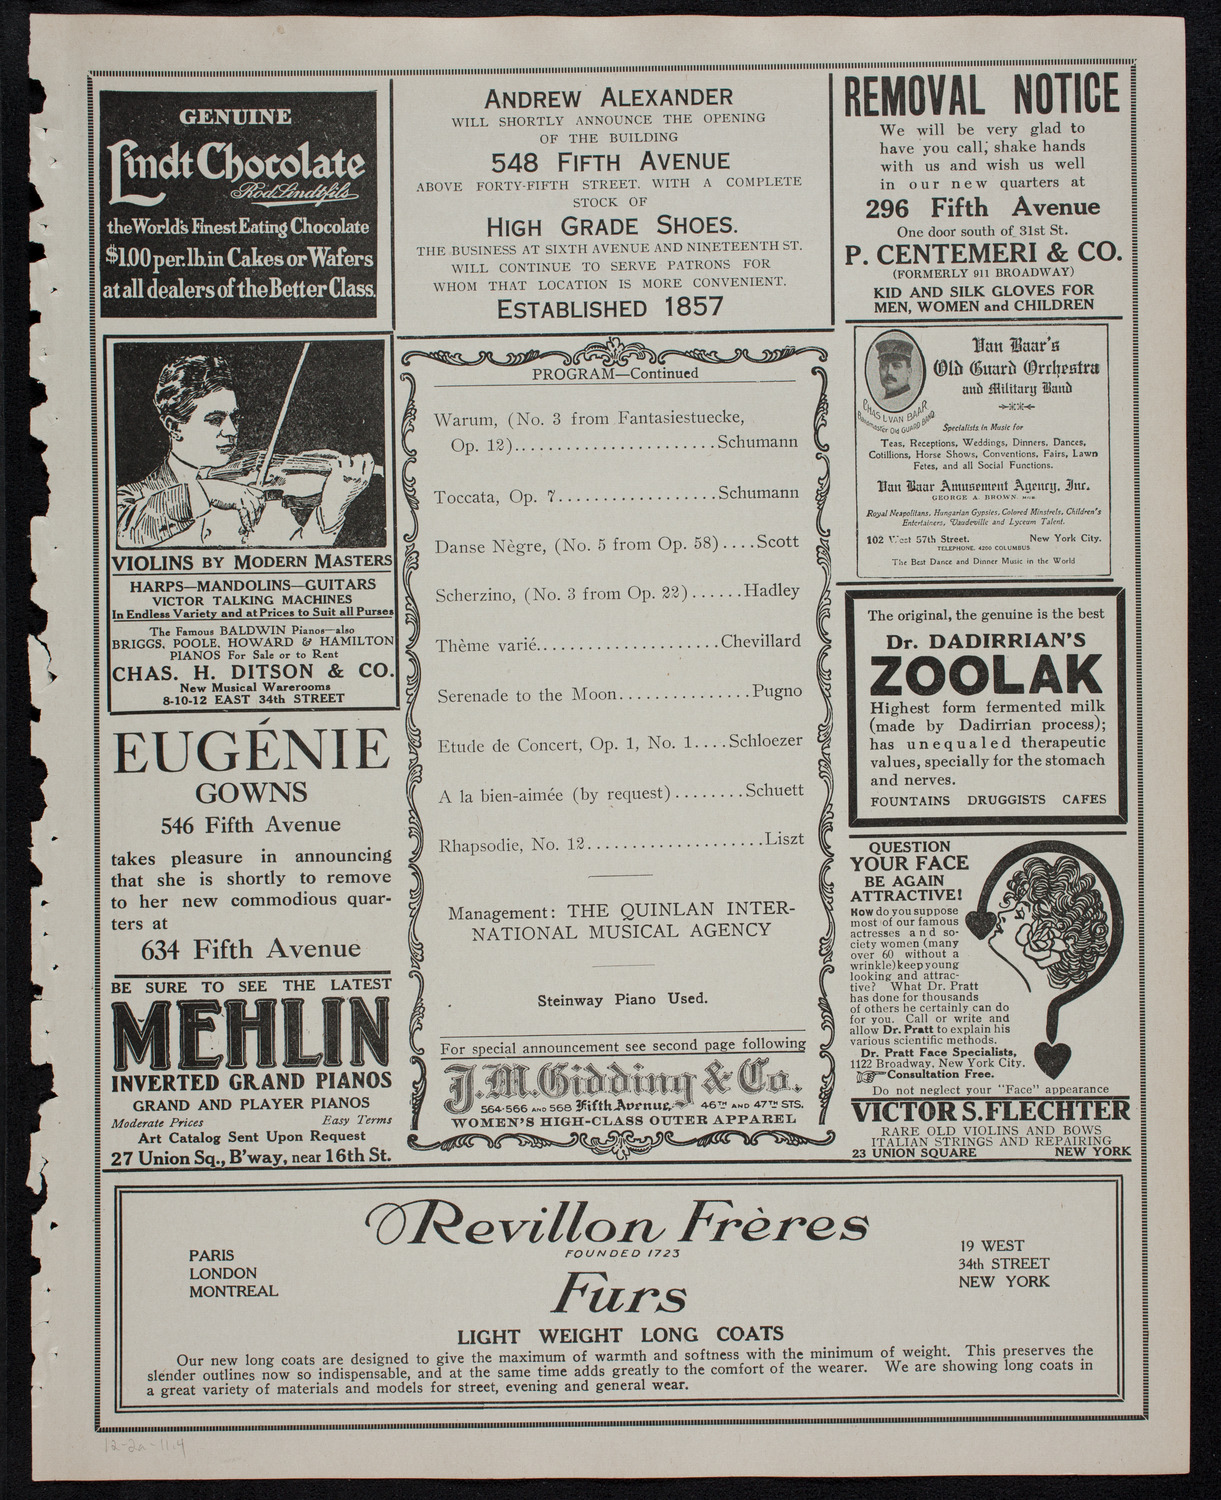 GENUINE
Lindt Chocolate
Rod. Lindt fils
the World's Finest Eating Chocolate
$1.00 per. lb. in Cakes or Wafers
at all dealers of the Better Class.
ANDREW ALEXANDER
WILL SHORTLY ANNOUNCE THE OPENING
OF THE BUILDING
548 FIFTH AVENUE
ABOVE FORTY-FIFTH STREET. WITH A COMPLETE
STOCK OF
HIGH GRADE SHOES.
THE BUSINESS AT SIXTH AVENUE AND NINETEENTH ST.
WILL CONTINUE TO SERVE PATRONS FOR
WHOM THAT LOCATION IS MORE CONVENIENT.
ESTABLISHED 1857
REMOVAL NOTICE
We will be very glad to
have you call, shake hands
with us and wish us well
in our new quarters at
296 Fifth Avenue
One door south of 31st St.
P. CENTEMERI & CO.
(FORMERLY 911 BROADWAY)
KID AND SILK GLOVES FOR
MEN, WOMEN and CHILDREN
VIOLINS BY MODERN MASTERS
HARPS—MANDOLINS—GUITARS
VICTOR TALKING MACHINES
In Endless Variety and at Prices to Suit all Purses
The Famous BALDWIN Pianos—also
BRIGGS, POOLE, HOWARD & HAMILTON
PIANOS For Sale or to Rent
CHAS. H. DITSON & CO.
New Musical Warerooms
8-10-12 EAST 34th STREET
EUGÉNIE
GOWNS
546 Fifth Avenue
takes pleasure in announcing
that she is shortly to remove
to her new commodious quar-
ters at
634 Fifth Avenue
BE SURE TO SEE THE LATEST
MEHLIN
INVERTED GRAND PIANOS
GRAND AND PLAYER PIANOS
Moderate Prices Easy Terms
Art Catalog Sent Upon Request
27 Union Sq., B'way, near 16th St.
PROGRAM—Continued
Warum, (No. 3 from Fantasiestuecke,
Op. 12).......................Schumann
Toccata, Op. 7..................Schumann
Danse Nègre, (No. 5 from Op. 58)....Scott
Scherzino, (No. 3 from Op. 22)......Hadley
Thème varié.....................Chevillard
Serenade to the Moon...............Pugno
Etude de Concert, Op. 1, No. 1....Schloezer
A la bien-aimée (by request)........Schuett
Rhapsodie, No. 12....................Liszt
Management: THE QUINLAN INTER-
NATIONAL MUSICAL AGENCY
Steinway Piano Used.
For special announcement see second page following
J. M. Gidding & Co.
564-566 AND 568 Fifth Avenue. 46TH AND 47TH STS.
WOMEN'S HIGH-CLASS OUTER APPAREL
CHAS L VAN BAAR
Bandmaster Old GUARD BAND
Van Baar's
Old Guard Orchestra
and Military Band
Specialists in Music for
Teas, Receptions, Weddings, Dinners, Dances,
Cotillions, Horse Shows, Conventions, Fairs, Lawn
Fetes, and all Social Functions.
Van Baar Amusement Agency, Inc.
GEORGE A. BROWN, MGR.
Royal Neapolitans, Hungarian Gypsies, Colored Minstrels, Children's
Entertainers, Vaudeville and Lyceum Talent.
102 West 57th Street. New York City.
TELEPHONE, 4200 COLUMBUS
The Best Dance and Dinner Music in the World
The original, the genuine is the best
Dr. DADIRRIAN'S
ZOOLAK
Highest form fermented milk
(made by Dadirrian process);
has unequaled therapeutic
values, specially for the stomach
and nerves.
FOUNTAINS DRUGGISTS CAFES
QUESTION
YOUR FACE
BE AGAIN
ATTRACTIVE!
How do you suppose
most of our famous
actresses and so-
ciety women (many
over 60 without a
wrinkle) keep young
looking and attrac-
tive? What Dr. Pratt
has done for thousands
of others he certainly can do
for you. Call or write and
allow Dr. Pratt to explain his
various scientific methods.
Dr. Pratt Face Specialists,
1122 Broadway, New York City.
Consultation Free.
Do not neglect your "Face" appearance
VICTOR S. FLECHTER
RARE OLD VIOLINS AND BOWS
ITALIAN STRINGS AND REPAIRING
23 UNION SQUARE NEW YORK
Revillon Frères
FOUNDED 1723
PARIS
LONDON
MONTREAL
19 WEST
34th STREET
NEW YORK
Furs
LIGHT WEIGHT LONG COATS
Our new long coats are designed to give the maximum of warmth and softness with the minimum of weight. This preserves the
slender outlines now so indispensable, and at the same time adds greatly to the comfort of the wearer. We are showing long coats in
a great variety of materials and models for street, evening and general wear.
12-2a-11.4